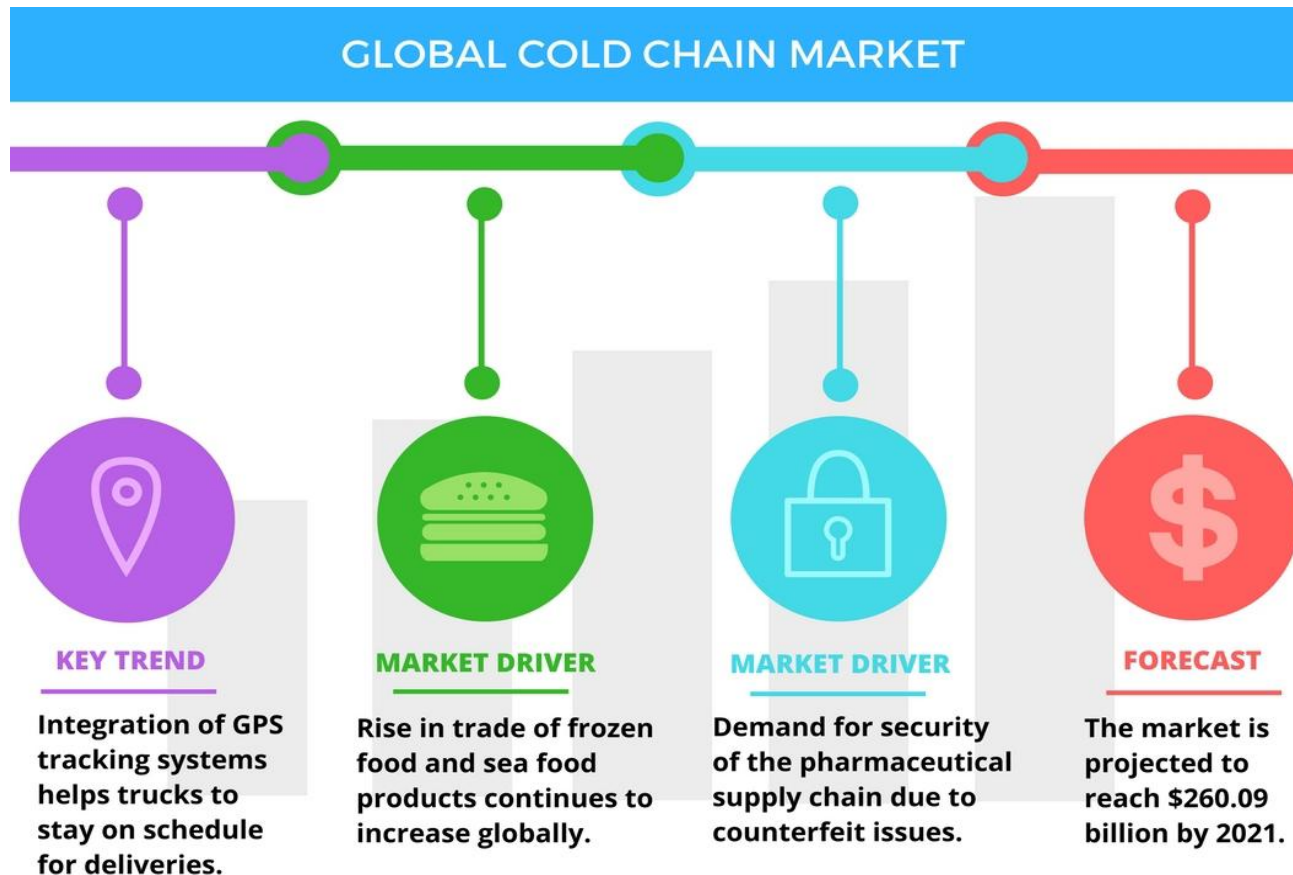 GLOBAL COLD CHAIN MARKET
KEY TREND
Integration of GPS
tracking systems
helps trucks to
stay on schedule
for deliveries.
MARKET DRIVER
Rise in trade of frozen
food and sea food
products continues to
increase globally.
MARKET DRIVER
Demand for security
of the pharmaceutical
supply chain due to
counterfeit issues.
FORECAST
The market is
projected to
reach $260.09
billion by 2021.